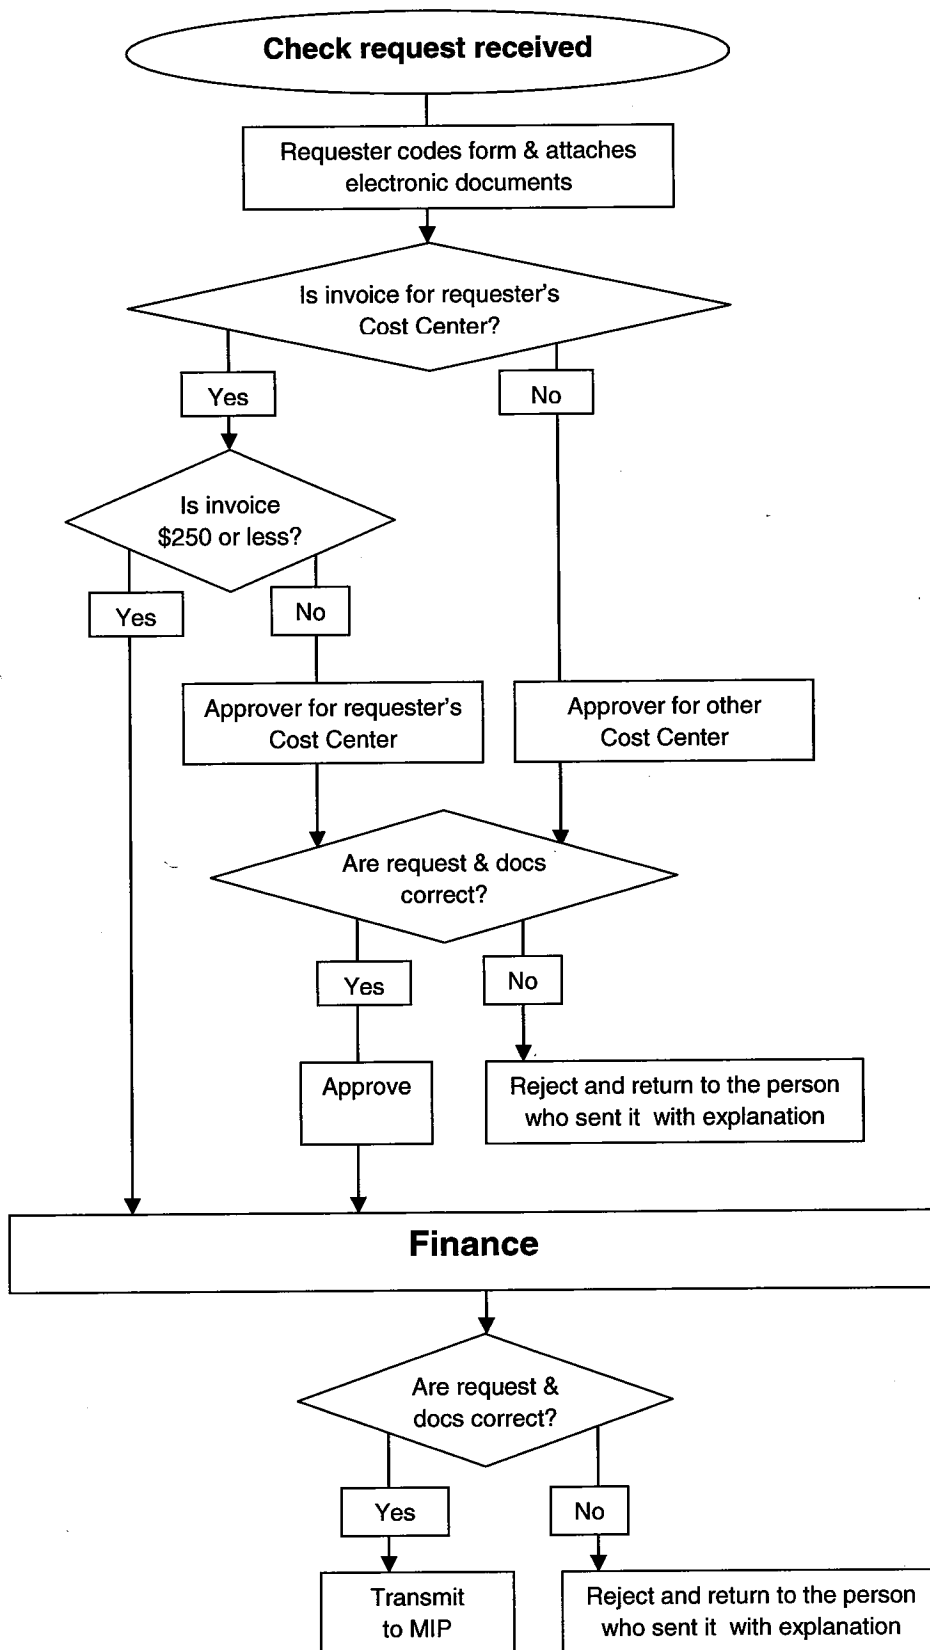 Check request received
Requester codes form & attaches
electronic documents
Is invoice for requester's
Cost Center?
Yes
No
Is invoice
$250 or less?
Yes
No
Approver for requester's
Cost Center
Approver for other
Cost Center
Are request & docs
correct?
Yes
No
Approve
Reject and return to the person
who sent it with explanation
Finance
Are request &
docs correct?
Yes
No
Transmit
to MIP
Reject and return to the person
who sent it with explanation